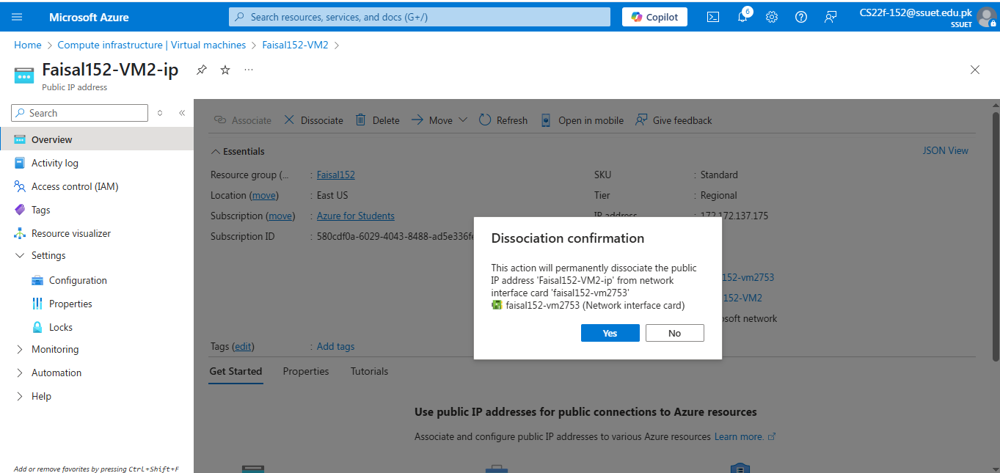 Microsoft Azure
Search resources, services, and docs (G+/)
Copilot
6
CS22f-152@ssuet.edu.pk
SSUET
Home > Compute infrastructure | Virtual machines > Faisal152-VM2 >
Faisal152-VM2-ip
Public IP address
Search
Overview
Activity log
Access control (IAM)
Tags
Resource visualizer
Settings
Configuration
Properties
Locks
Monitoring
Automation
Help
Add or remove favorites by pressing Ctrl+Shift+F
Associate Dissociate Delete Move Refresh Open in mobile Give feedback
Essentials
JSON View
Resource group (... : Faisal152
Location (move) : East US
Subscription (move) : Azure for Students
Subscription ID : 580cdf0a-6029-4043-8488-ad5e336f
SKU : Standard
Tier : Regional
IP address : 172.172.137.175
152-vm2753
152-VM2
osoft network
Tags (edit) : Add tags
Dissociation confirmation
This action will permanently dissociate the public
IP address 'Faisal152-VM2-ip' from network
interface card 'faisal152-vm2753'
faisal152-vm2753 (Network interface card)
Yes No
Get Started Properties Tutorials
Use public IP addresses for public connections to Azure resources
Associate and configure public IP addresses to various Azure resources Learn more.